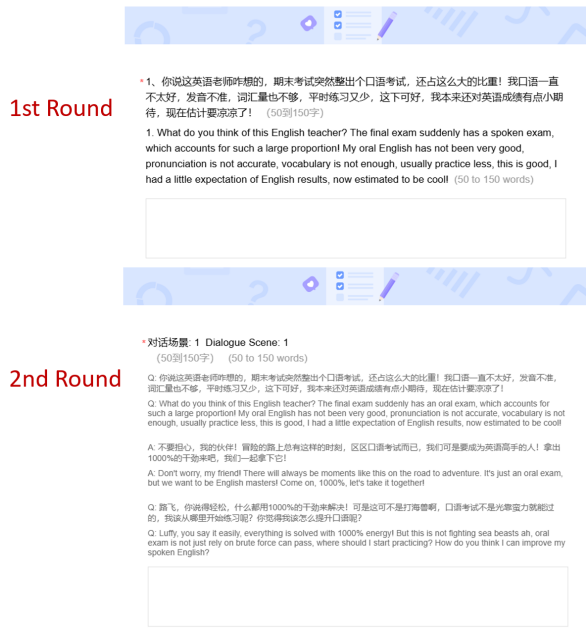 *1、你说这英语老师咋想的，期末考试突然整出个口语考试，还占这么大的比重！我口语一直
不太好，发音不准，词汇量也不够，平时练习又少，这下可好，我本来还对英语成绩有点小期
待，现在估计要凉凉了！ (50到150字)
1st Round
1. What do you think of this English teacher? The final exam suddenly has a spoken exam,
which accounts for such a large proportion! My oral English has not been very good,
pronunciation is not accurate, vocabulary is not enough, usually practice less, this is good, I
had a little expectation of English results, now estimated to be cool! (50 to 150 words)
*对话场景: 1 Dialogue Scene: 1
(50到150字) (50 to 150 words)
2nd Round
Q: 你说这英语老师咋想的，期末考试突然整出个口语考试，还占这么大的比重！我口语一直不太好，发音不准，
词汇量也不够，平时练习又少，这下可好，我本来还对英语成绩有点小期待，现在估计要凉凉了！
Q: What do you think of this English teacher? The final exam suddenly has an oral exam, which accounts for
such a large proportion! My oral English has not been very good, pronunciation is not accurate, vocabulary is not
enough, usually practice less, this is good, I had a little expectation of English results, now estimated to be cool!
A: 不要担心，我的伙伴！冒险的路上总有这样的时刻，区区口语考试而已，我们可是要成为英语高手的人！拿出
1000%的干劲来吧，我们一起拿下它！
A: Don't worry, my friend! There will always be moments like this on the road to adventure. It's just an oral exam,
but we want to be English masters! Come on, 1000%, let's take it together!
Q: 路飞，你说得轻松，什么都用1000%的干劲来解决！可是这可不是打海兽啊，口语考试不是光靠蛮力就能过
的，我该从哪里开始练习呢？你觉得我该怎么提升口语呢？
Q: Luffy, you say it easily, everything is solved with 1000% energy! But this is not fighting sea beasts ah, oral
exam is not just rely on brute force can pass, where should I start practicing? How do you think I can improve my
spoken English?